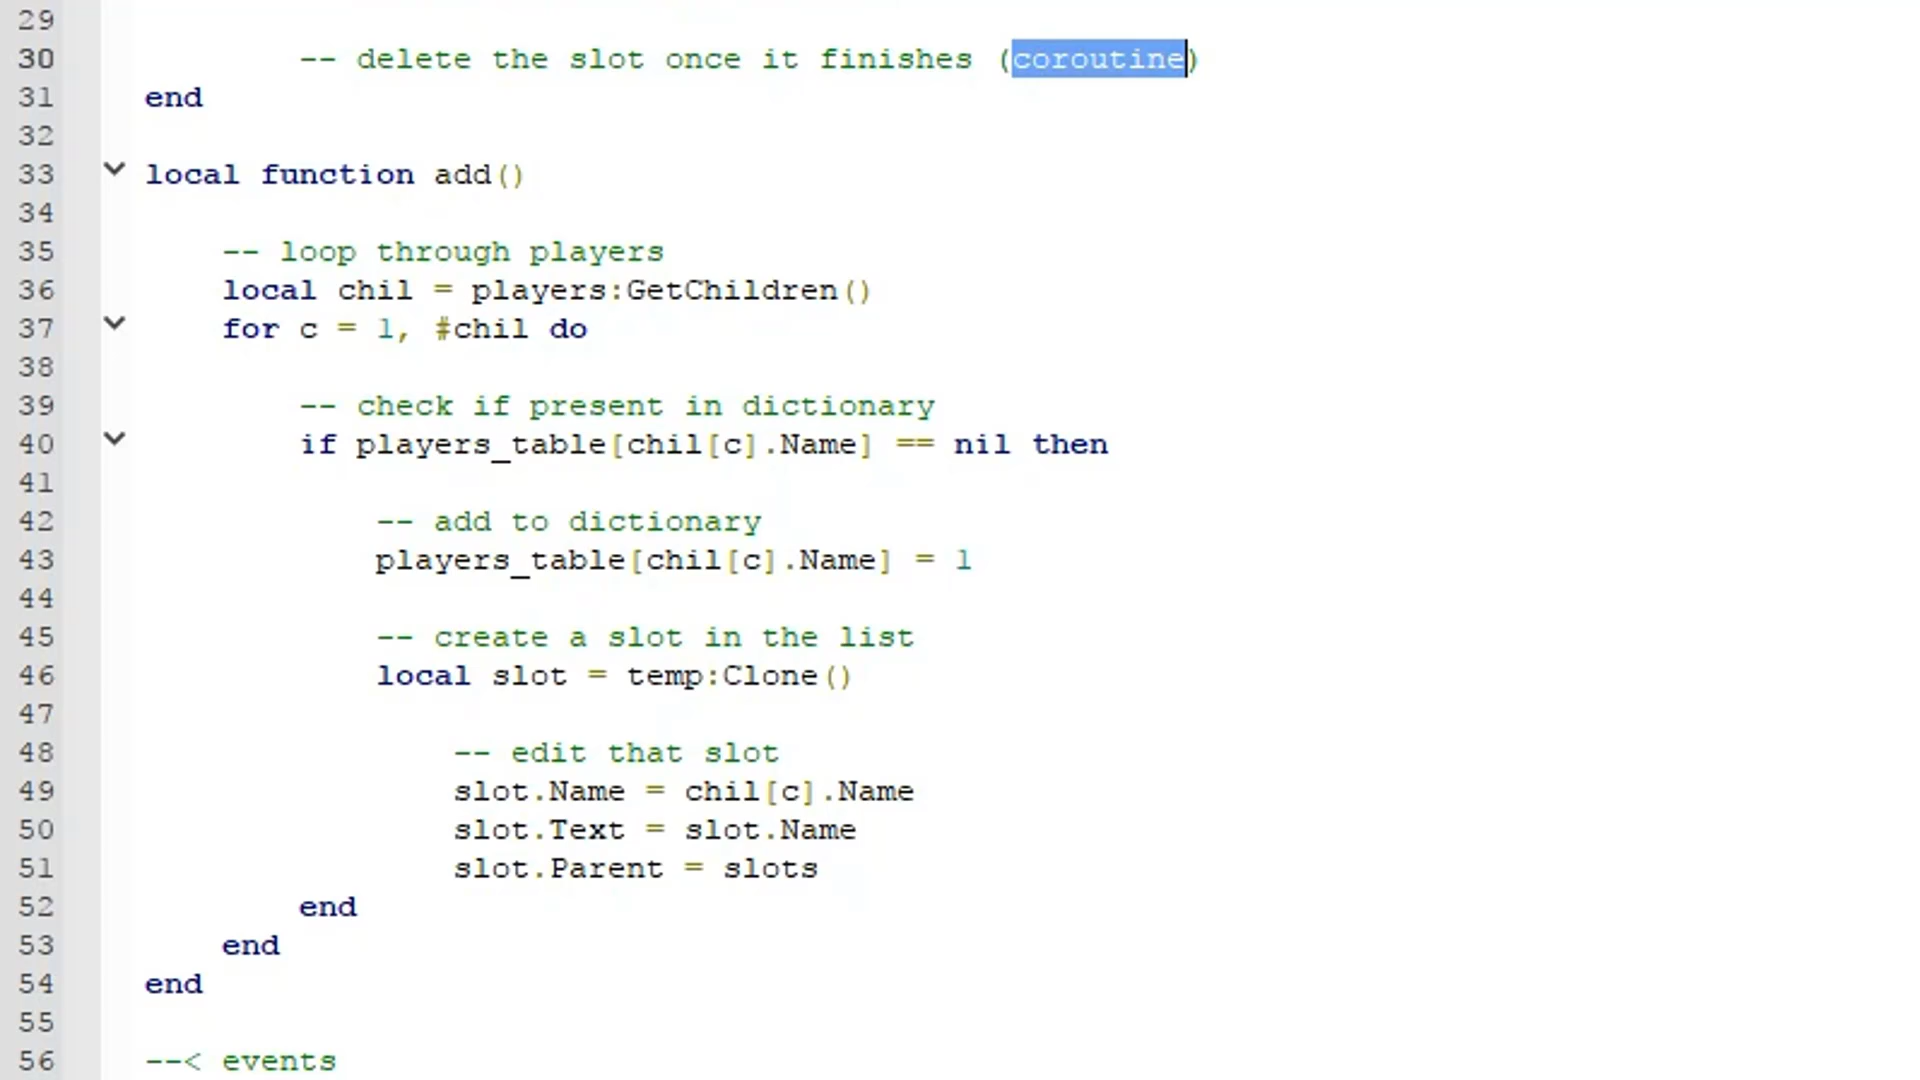 29
30 -- delete the slot once it finishes (coroutine)
31 end
32
33 local function add()
34
35 -- loop through players
36 local chil = players:GetChildren()
37 for c = 1, #chil do
38
39 -- check if present in dictionary
40 if players_table[chil[c].Name] == nil then
41
42 -- add to dictionary
43 players_table[chil[c].Name] = 1
44
45 -- create a slot in the list
46 local slot = temp:Clone()
47
48 -- edit that slot
49 slot.Name = chil[c].Name
50 slot.Text = slot.Name
51 slot.Parent = slots
52 end
53 end
54 end
55
56 --< events